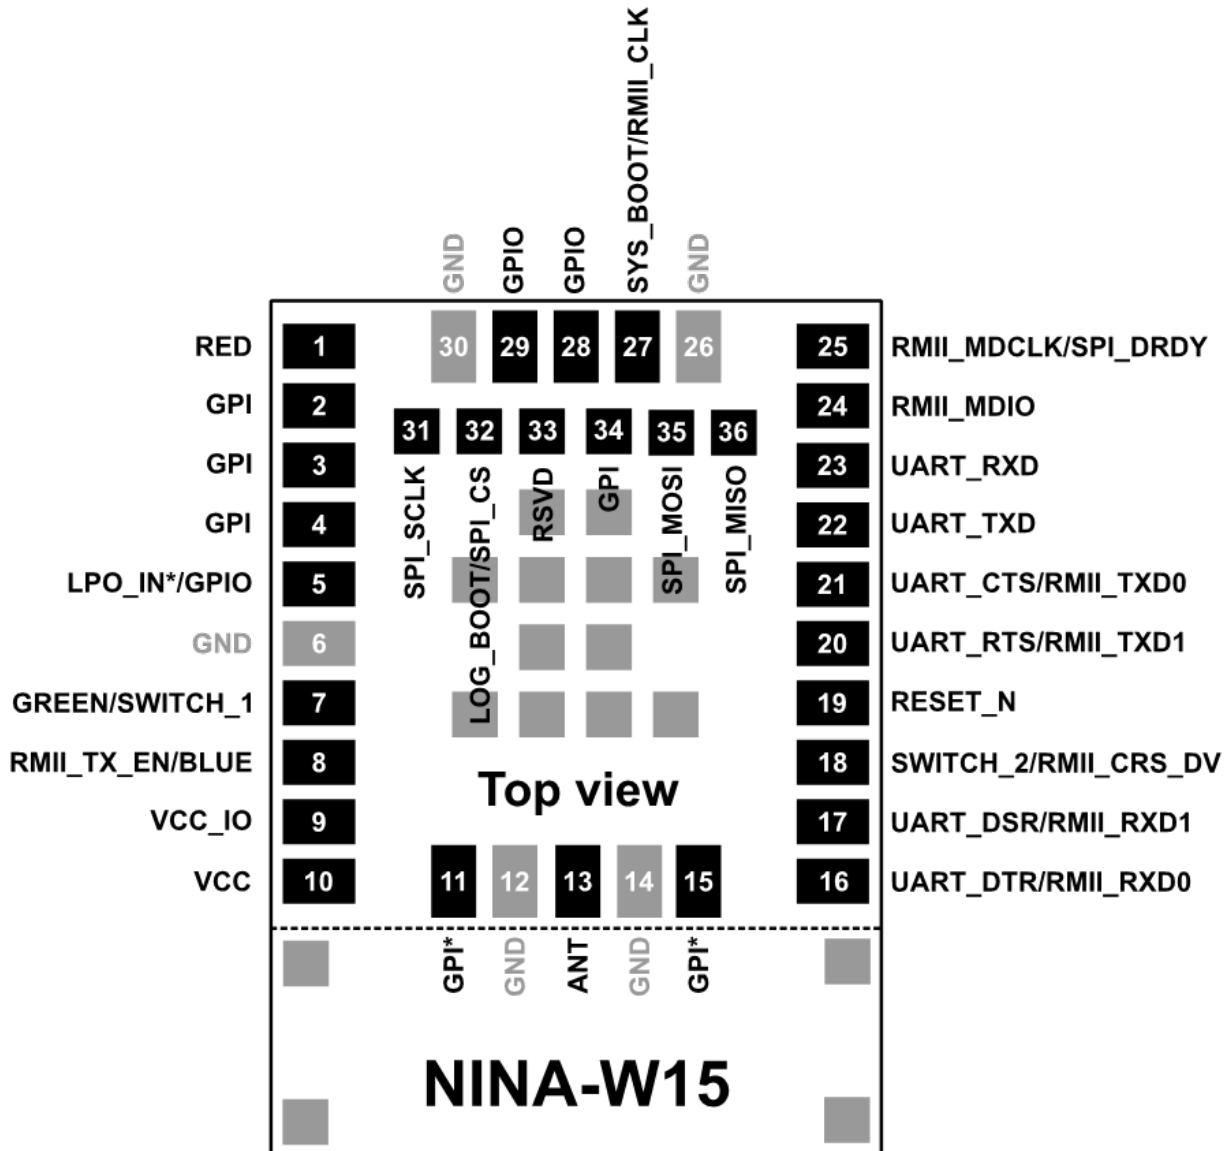 SYS_BOOT/RMII_CLK
GND
GPIO
GPIO
GND
RED 1
30 29 28 27 26
25 RMII_MDCLK/SPI_DRDY
GPI 2
24 RMII_MDIO
31 32 33 34 35 36
GPI 3
23 UART_RXD
SPI_SCLK
LOG_BOOT/SPI_CS
RSVD
GPI
SPI_MOSI
SPI_MISO
GPI 4
22 UART_TXD
LPO_IN*/GPIO 5
21 UART_CTS/RMII_TXD0
GND 6
20 UART_RTS/RMII_TXD1
GREEN/SWITCH_1 7
19 RESET_N
RMII_TX_EN/BLUE 8
18 SWITCH_2/RMII_CRS_DV
Top view
VCC_IO 9
17 UART_DSR/RMII_RXD1
VCC 10
11 12 13 14 15
16 UART_DTR/RMII_RXD0
GPI*
GND
ANT
GND
GPI*
NINA-W15